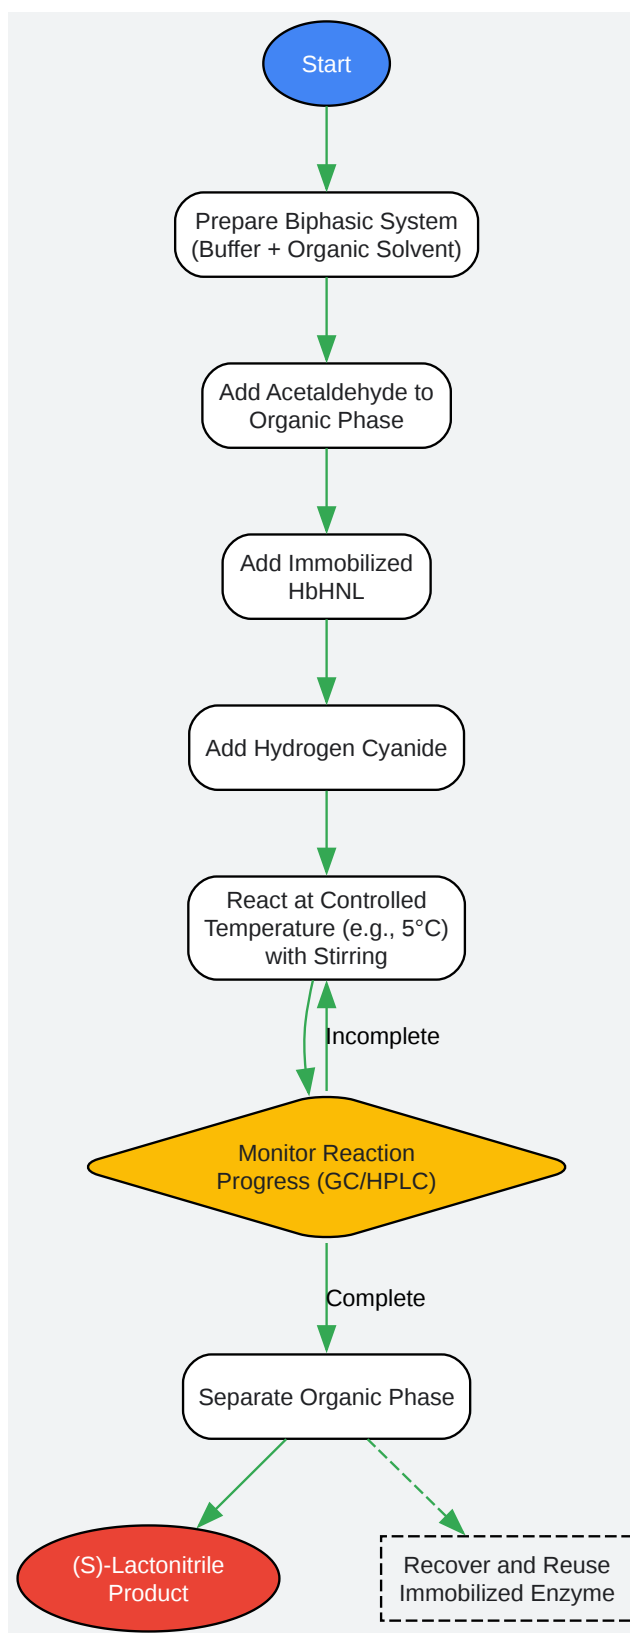 Start
Prepare Biphasic System
(Buffer + Organic Solvent)
Add Acetaldehyde to
Organic Phase
Add Immobilized
HbHNL
Add Hydrogen Cyanide
React at Controlled
Temperature (e.g., 5°C)
with Stirring
Incomplete
Monitor Reaction
Progress (GC/HPLC)
Complete
Separate Organic Phase
(S)-Lactonitrile
Product
Recover and Reuse
Immobilized Enzyme